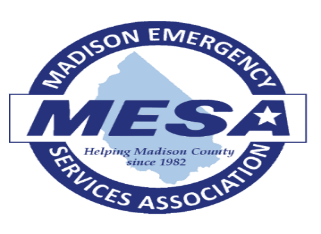 MADISON EMERGENCY
MESA
Helping Madison County
since 1982
SERVICES ASSOCIATION